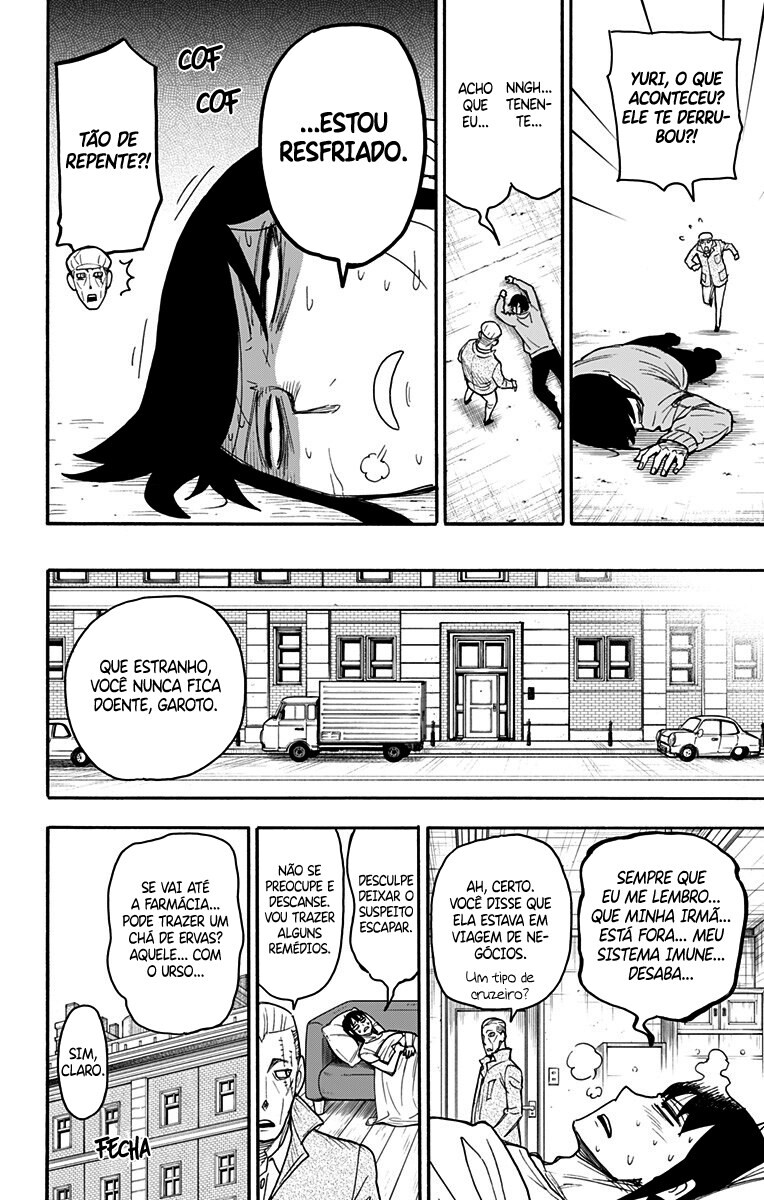 YURI, O QUE
ACONTECEU?
ELE TE DERRU-
BOU?!
NNGH...
TENEN-
TE...
ACHO
QUE
EU...
...ESTOU
RESFRIADO.
COF
COF
TÃO DE
REPENTE?!
QUE ESTRANHO,
VOCÊ NUNCA FICA
DOENTE, GAROTO.
SEMPRE QUE
EU ME LEMBRO...
QUE MINHA IRMÃ...
ESTÁ FORA... MEU
SISTEMA IMUNE...
DESABA...
AH, CERTO.
VOCÊ DISSE QUE
ELA ESTAVA EM
VIAGEM DE NE-
GÓCIOS.
Um tipo de
cruzeiro?
DESCULPE
DEIXAR O
SUSPEITO
ESCAPAR.
NÃO SE
PREOCUPE E
DESCANSE.
VOU TRAZER
ALGUNS
REMÉDIOS.
SE VAI ATÉ
A FARMÁCIA...
PODE TRAZER UM
CHÁ DE ERVAS?
AQUELE... COM
O URSO...
SIM,
CLARO.
FECHA